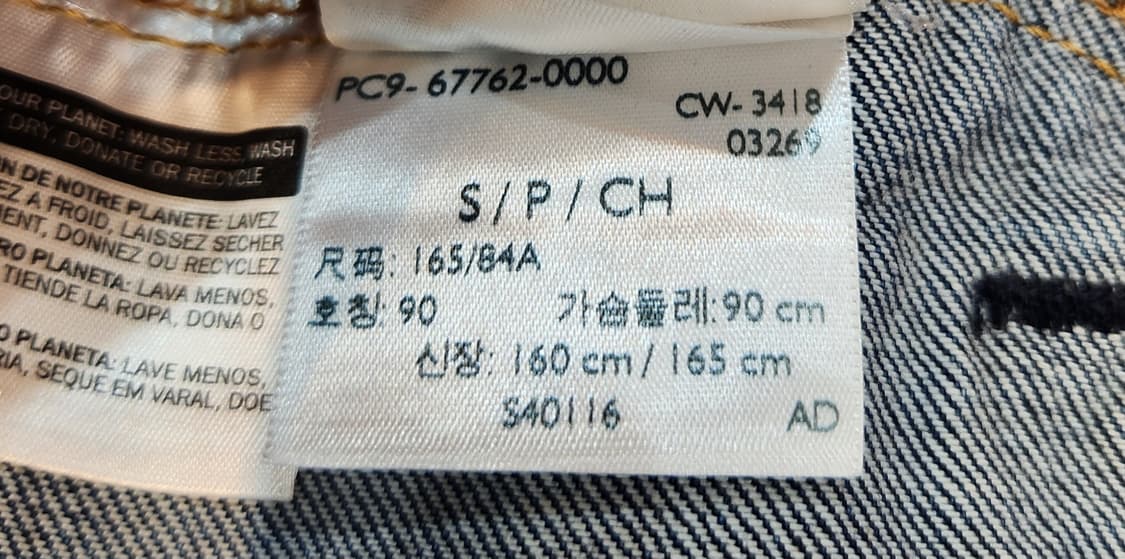 OUR PLANET: WASH LESS, WASH
DRY, DONATE OR RECYCLE
N DE NOTRE PLANETE: LAVEZ
EZ A FROID, LAISSEZ SECHER
ENT, DONNEZ OU RECYCLEZ
RO PLANETA: LAVA MENOS,
TIENDE LA ROPA, DONA O
O PLANETA: LAVE MENOS,
RIA, SEQUE EM VARAL, DOE
PC9- 67762-0000
CW- 3418
03269
S / P / CH
尺码: 165/84A
호칭: 90 가슴둘레: 90 cm
신장: 160 cm / 165 cm
S40116 AD